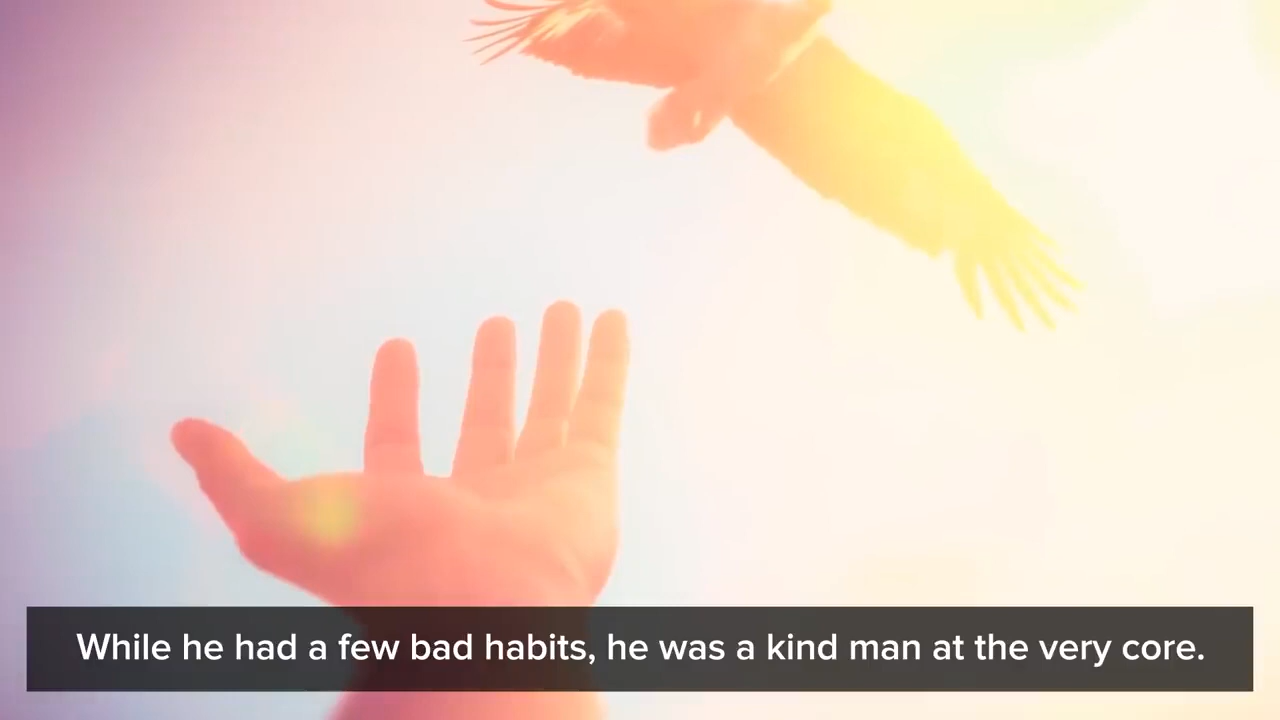 While he had a few bad habits, he was a kind man at the very core.